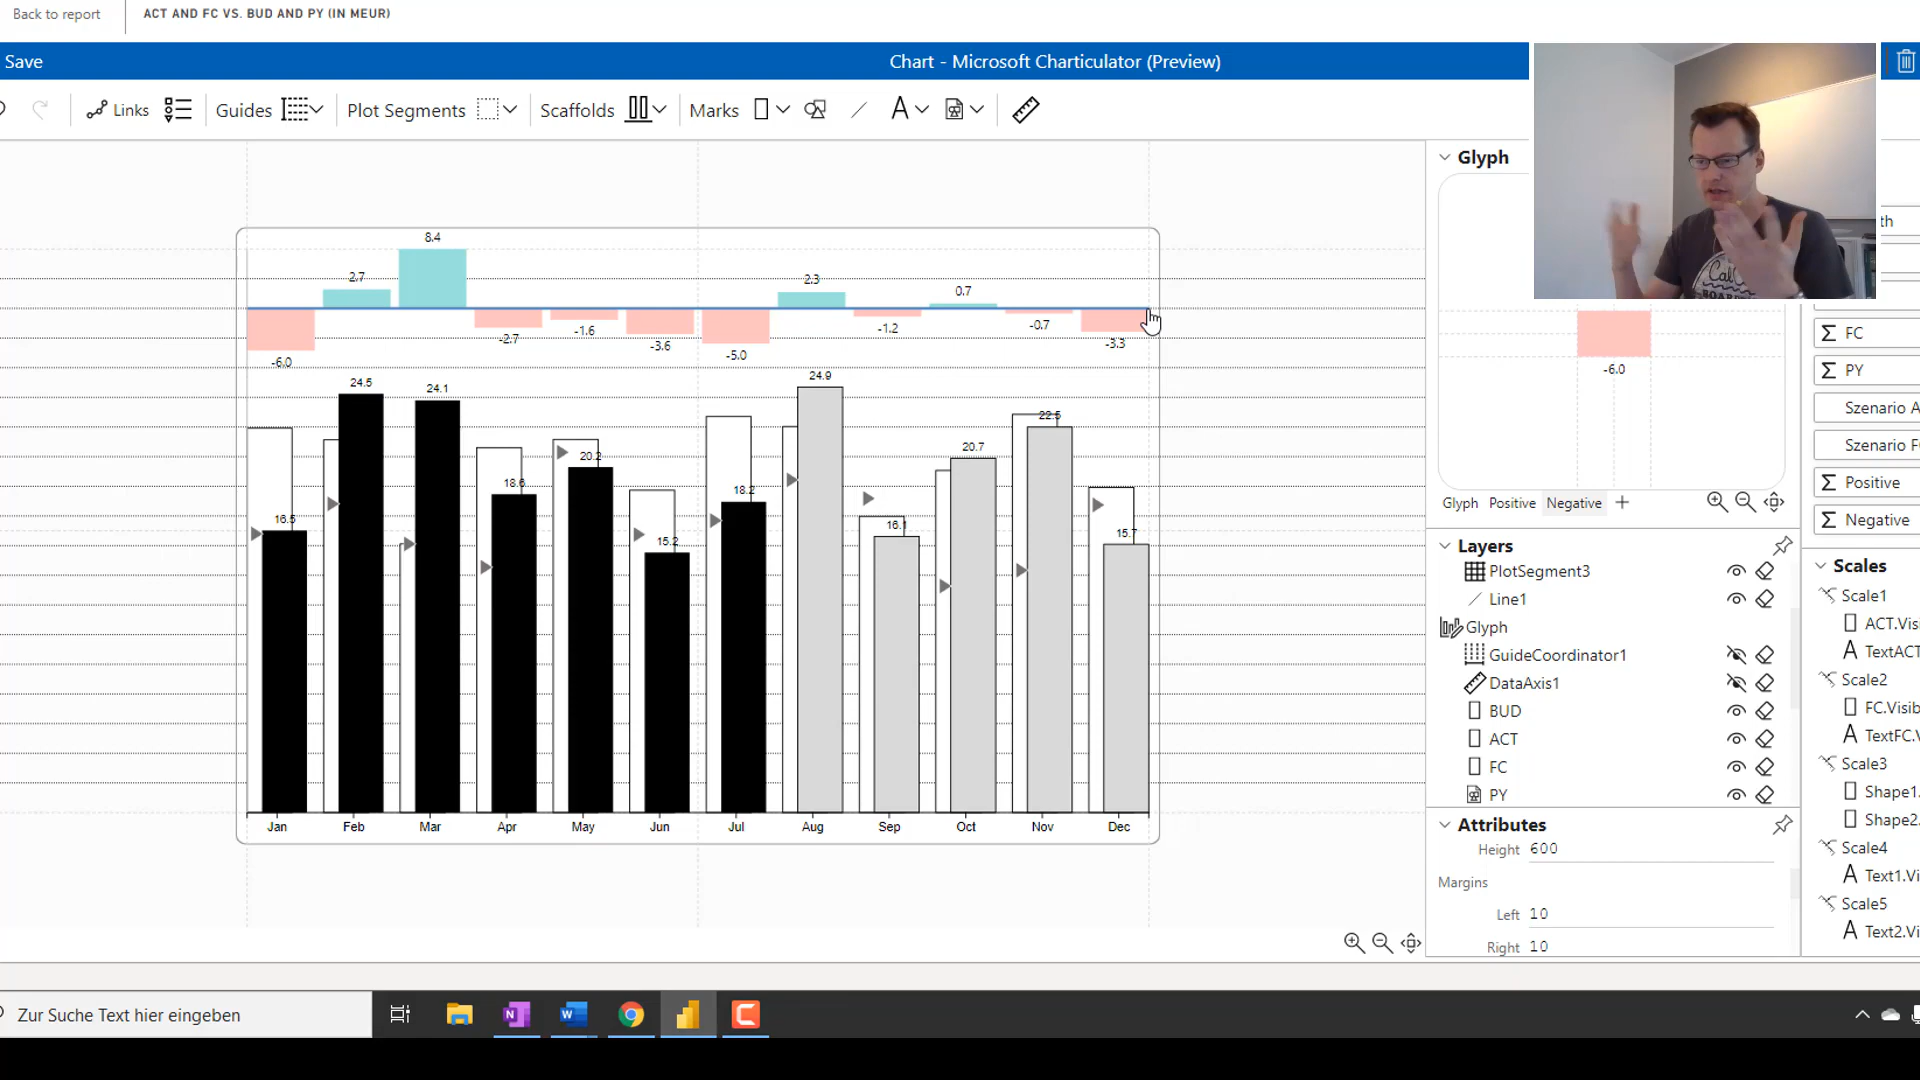 Back to report
ACT AND FC VS. BUD AND PY (IN MEUR)
Save
Chart - Microsoft Charticulator (Preview)
Links
Guides
Plot Segments
Scaffolds
Marks
Glyph
8.4
2.7
2.3
0.7
-6.0
-2.7
-1.6
-3.6
-5.0
-1.2
-0.7
-3.3
16.5
24.5
24.1
18.6
20.2
15.2
18.2
24.9
16.1
20.7
22.5
15.7
Jan
Feb
Mar
Apr
May
Jun
Jul
Aug
Sep
Oct
Nov
Dec
-6.0
Glyph Positive Negative
Layers
PlotSegment3
Line1
Glyph
GuideCoordinator1
DataAxis1
BUD
ACT
FC
PY
Attributes
Height 600
Margins
Left 10
Right 10
th
Σ FC
Σ PY
Szenario A
Szenario F
Σ Positive
Σ Negative
Scales
Scale1
ACT.Visi
TextACT
Scale2
FC.Visib
TextFC.V
Scale3
Shape1.
Shape2.
Scale4
Text1.Vi
Scale5
Text2.Vi
Zur Suche Text hier eingeben